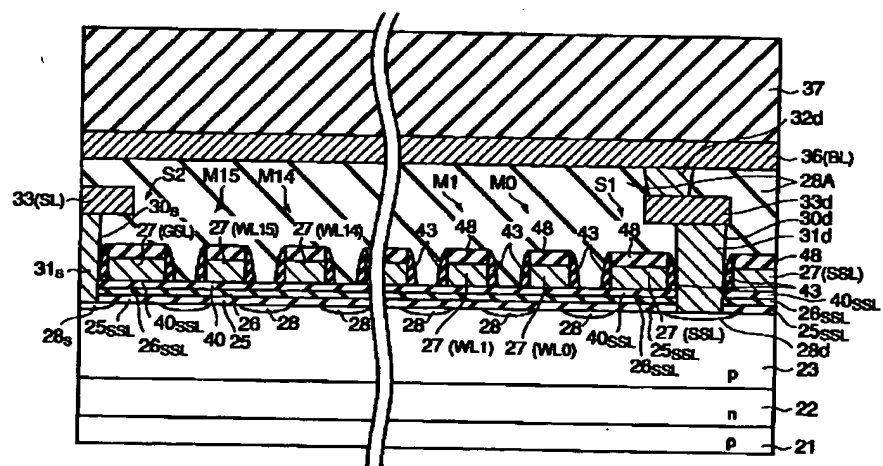 37
32d
36(BL)
S2 M15 M14 M1 M0 S1 28A
33(SL) 33d
30s 30d
27 (GSL) 27 (WL15) 27 (WL14) 43 48 43 48 43 48 31d
48
31s 27(SSL)
43
40SSL
28s 25SSL 40SSL 28 28 28 28 28 28 40SSL 27 (SSL) 26SSL
26SSL 40 25 27 (WL1) 27 (WL0) 25SSL 25SSL
26SSL 28d
p 23
n 22
p 21